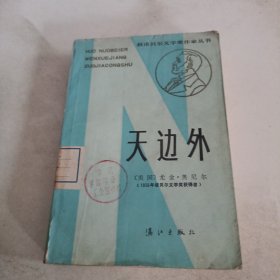 HUO NUOBEIER
WENXUEJIANG
ZUOJIACONGSHU
获诺贝尔文学奖作家丛书
天边外
〔美国〕尤金·奥尼尔
(1936年诺贝尔文学奖获得者)
漓江出版社